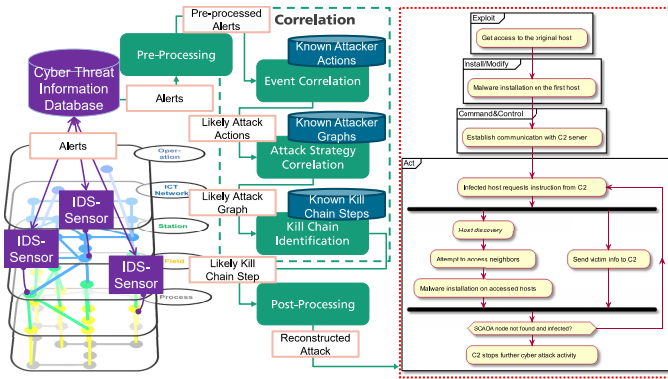 Pre-processed
Alerts
Correlation
Pre-Processing
Known Attacker
Actions
Cyber Threat
Information
Database
Alerts
Event Correlation
Likely Attack
Actions
Known Attacker
Graphs
Alerts
Attack Strategy
Correlation
Oper-
ation
ICT
Network
IDS-
Sensor
Likely Attack
Graph
Known Kill
Chain Steps
Station
IDS-
Sensor
Kill Chain
Identification
IDS-
Sensor
Field
Likely Kill
Chain Step
Process
Post-Processing
Reconstructed
Attack
Exploit
Get access to the original host
Install/Modify
Malware installation on the first host
Command&Control
Establish communication with C2 server
Act
Infected host requests instruction from C2
Host discovery
Attempt to access neighbors
Send victim info to C2
Malware installation on accessed hosts
SCADA node not found and infected?
C2 stops further cyber attack activity